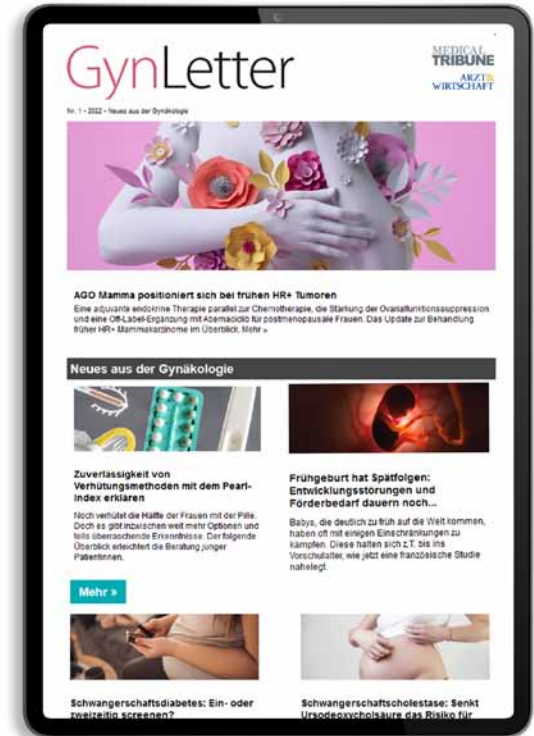 GynLetter
MEDICAL
TRIBUNE
ARZT&
WIRTSCHAFT
Nr. 1 - 2022 - Neues aus der Gynäkologie
AGO Mamma positioniert sich bei frühen HR+ Tumoren
Eine adjuvante endokrine Therapie parallel zur Chemotherapie, die Stärkung der Ovarialfunktionssuppression
und eine Off-Label-Ergänzung mit Abemaciclib für postmenopausale Frauen. Das Update zur Behandlung
früher HR+ Mammakarzinome im Überblick. Mehr »
Neues aus der Gynäkologie
Zuverlässigkeit von
Verhütungsmethoden mit dem Pearl-
Index erklären
Noch verhütet die Hälfte der Frauen mit der Pille.
Doch es gibt inzwischen weit mehr Optionen und
teils überraschende Erkenntnisse. Der folgende
Überblick erleichtert die Beratung junger
Patientinnen.
Mehr »
Frühgeburt hat Spätfolgen:
Entwicklungsstörungen und
Förderbedarf dauern noch...
Babys, die deutlich zu früh auf die Welt kommen,
haben oft mit einigen Einschränkungen zu
kämpfen. Diese halten sich z.T. bis ins
Vorschulalter, wie jetzt eine französische Studie
nahelegt.
Schwangerschaftsdiabetes: Ein- oder
zweizeitig screenen?
Schwangerschaftscholestase: Senkt
Ursodeoxycholsäure das Risiko für